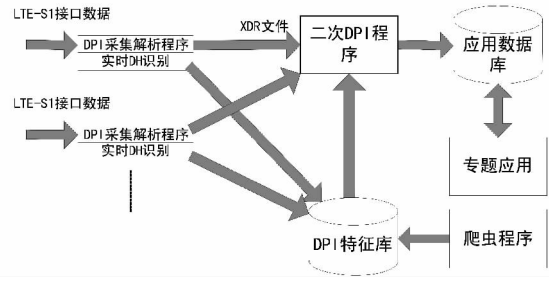 LTE-S1接口数据
DPI采集解析程序
实时DH识别
XDR文件
二次DPI程
序
应用数据
库
LTE-S1接口数据
DPI采集解析程序
实时DH识别
专题应用
DPI特征库
爬虫程序